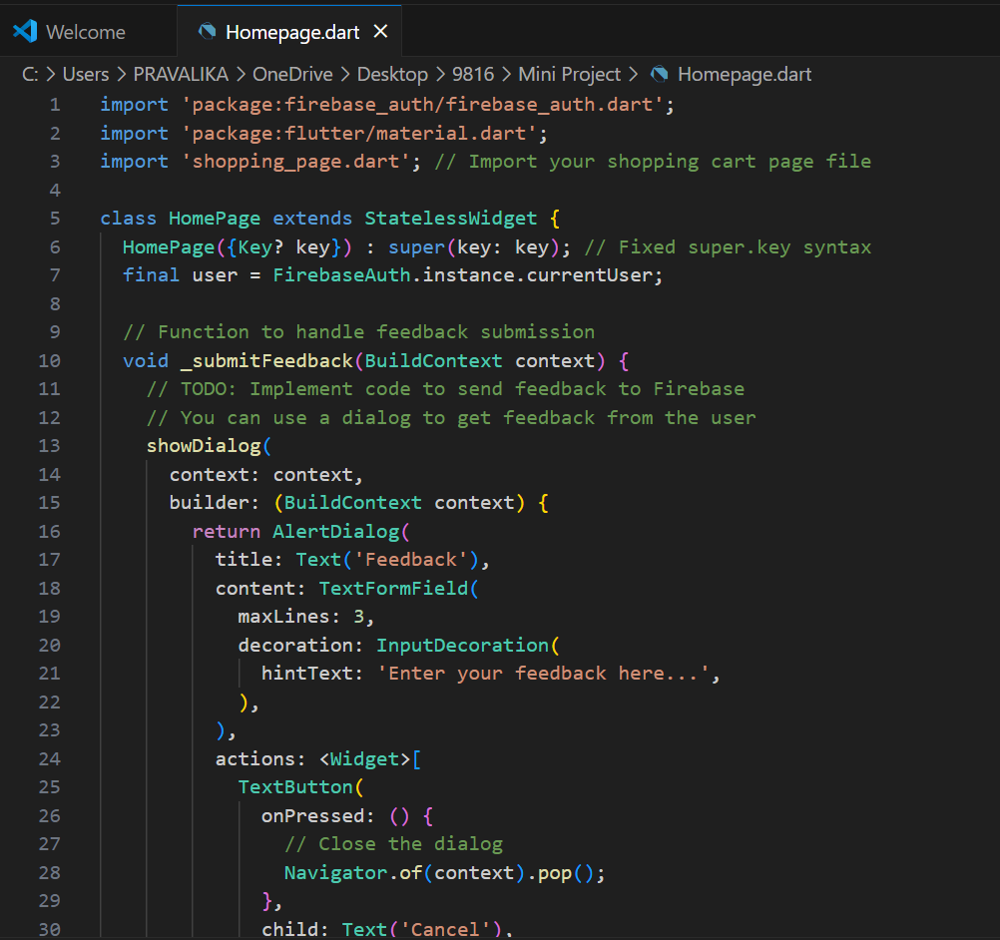 Welcome
Homepage.dart
C: > Users > PRAVALIKA > OneDrive > Desktop > 9816 > Mini Project > Homepage.dart
1 import 'package:firebase_auth/firebase_auth.dart';
2 import 'package:flutter/material.dart';
3 import 'shopping_page.dart'; // Import your shopping cart page file
4
5 class HomePage extends StatelessWidget {
6   HomePage({Key? key}) : super(key: key); // Fixed super.key syntax
7   final user = FirebaseAuth.instance.currentUser;
8
9   // Function to handle feedback submission
10   void _submitFeedback(BuildContext context) {
11     // TODO: Implement code to send feedback to Firebase
12     // You can use a dialog to get feedback from the user
13     showDialog(
14       context: context,
15       builder: (BuildContext context) {
16         return AlertDialog(
17           title: Text('Feedback'),
18           content: TextFormField(
19             maxLines: 3,
20             decoration: InputDecoration(
21               hintText: 'Enter your feedback here...',
22             ),
23           ),
24           actions: <Widget>[
25             TextButton(
26               onPressed: () {
27                 // Close the dialog
28                 Navigator.of(context).pop();
29               },
30               child: Text('Cancel'),